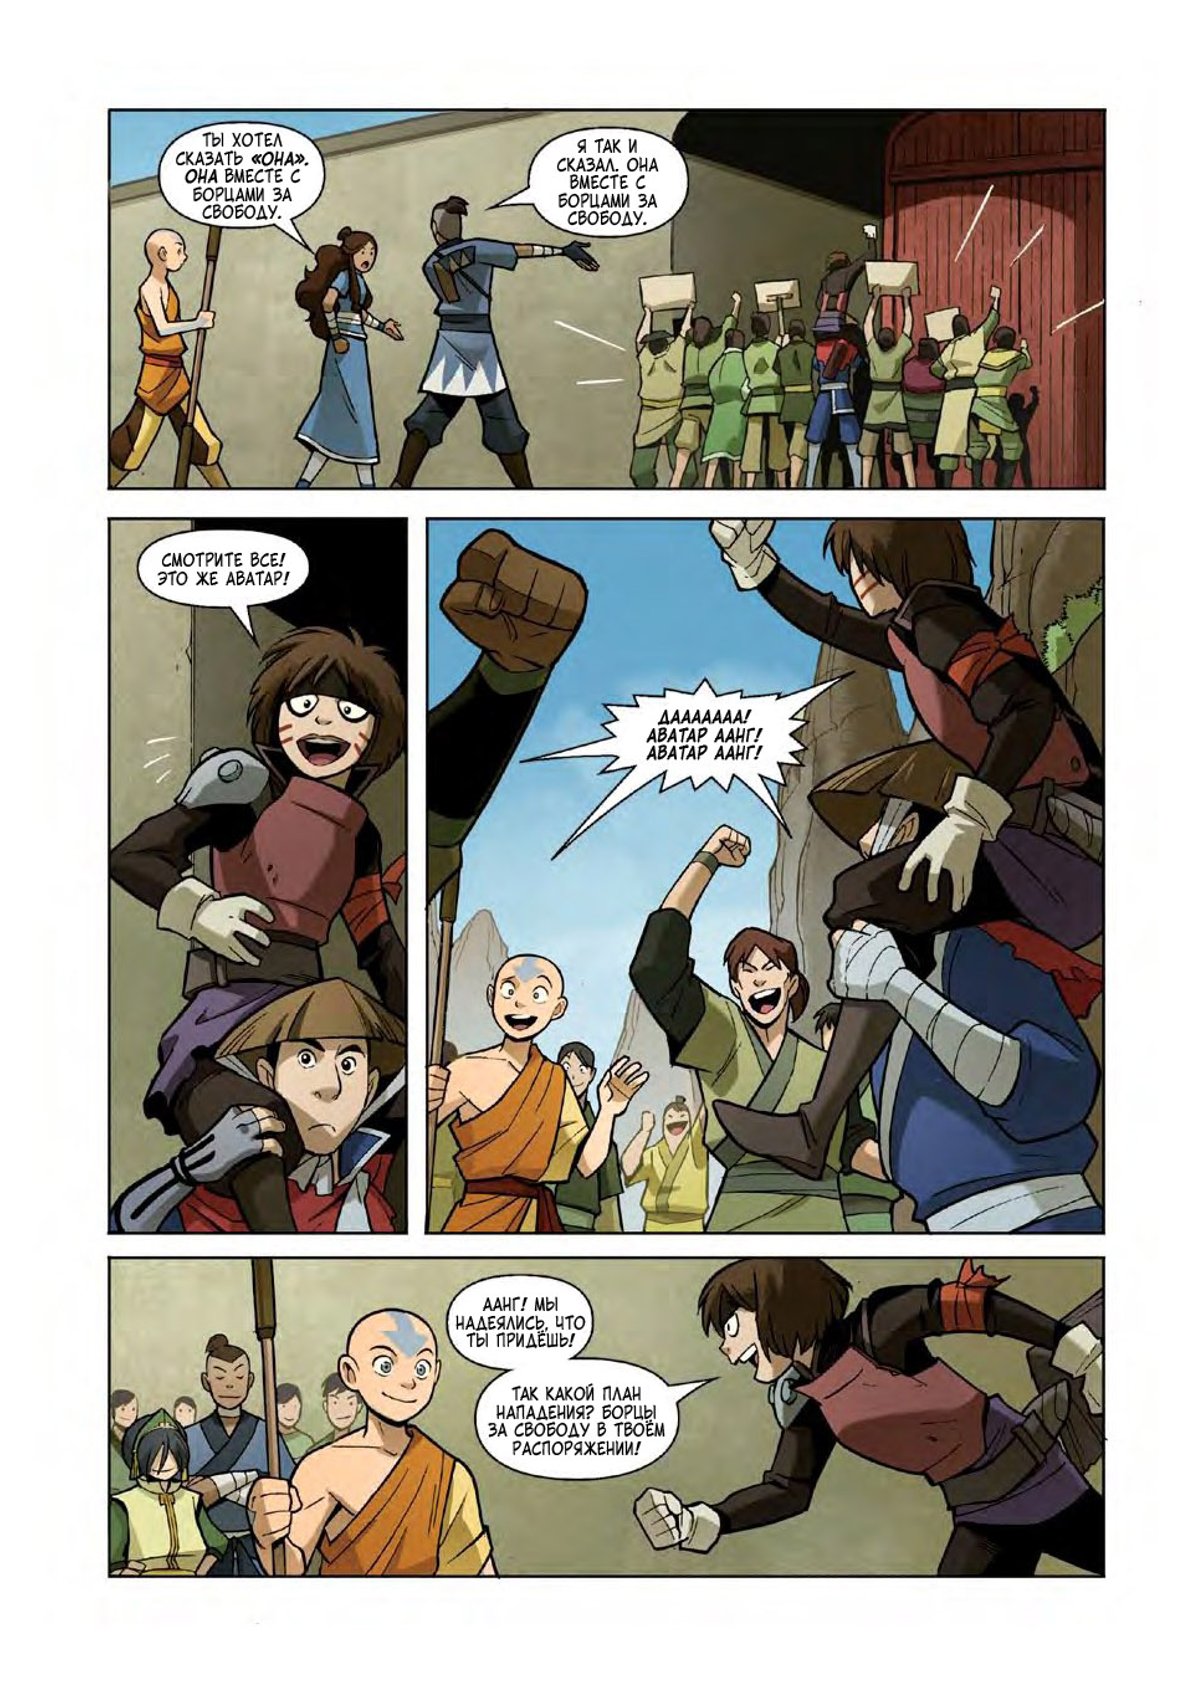 ТЫ ХОТЕЛ
СКАЗАТЬ «ОНА».
ОНА ВМЕСТЕ С
БОРЦАМИ ЗА
СВОБОДУ.
Я ТАК И
СКАЗАЛ. ОНА
ВМЕСТЕ С
БОРЦАМИ ЗА
СВОБОДУ.
СМОТРИТЕ ВСЕ!
ЭТО ЖЕ АВАТАР!
ДААААААА!
АВАТАР ААНГ!
АВАТАР ААНГ!
ААНГ! МЫ
НАДЕЯЛИСЬ, ЧТО
ТЫ ПРИДЁШЬ!
ТАК КАКОЙ ПЛАН
НАПАДЕНИЯ? БОРЦЫ
ЗА СВОБОДУ В ТВОЁМ
РАСПОРЯЖЕНИИ!